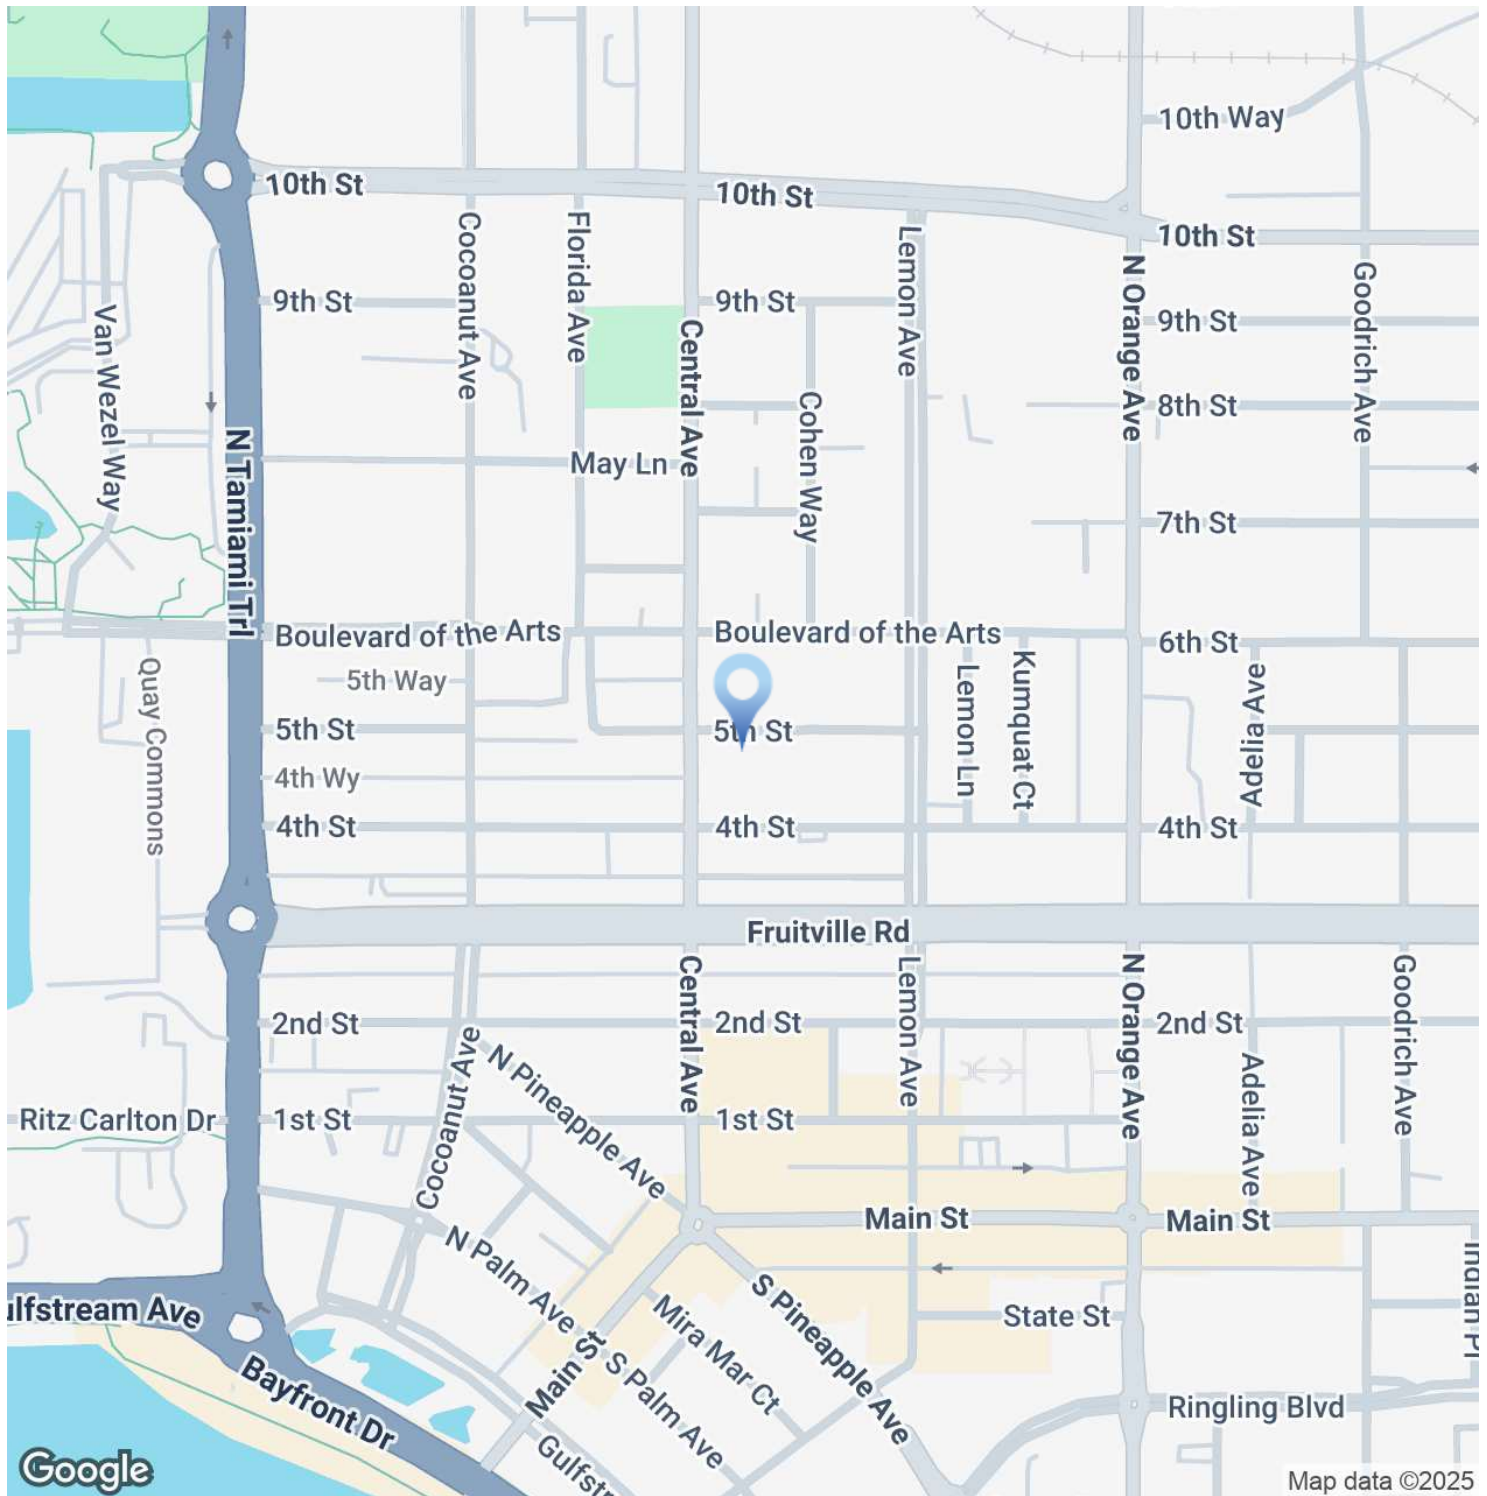 10th Way
10th St
10th St
10th St
Cocoanut Ave
Florida Ave
Lemon Ave
N Orange Ave
Goodrich Ave
9th St
9th St
9th St
Van Wezel Way
Central Ave
8th St
Cohen Way
N Tamiami Trl
May Ln
7th St
Boulevard of the Arts
Boulevard of the Arts
6th St
5th Way
Quay Commons
Lemon Ln
Kumquat Ct
Adelia Ave
5th St
5th St
4th Wy
4th St
4th St
4th St
Fruitville Rd
Central Ave
Lemon Ave
N Orange Ave
Goodrich Ave
2nd St
2nd St
2nd St
Cocoanut Ave
N Pineapple Ave
Adelia Ave
Ritz Carlton Dr
1st St
1st St
Main St
Main St
N Palm Ave
Indian Pl
ulfstream Ave
S Pineapple Ave
Mira Mar Ct
State St
Main St
S Palm Ave
Bayfront Dr
Ringling Blvd
Gulfstr
Google
Map data ©2025